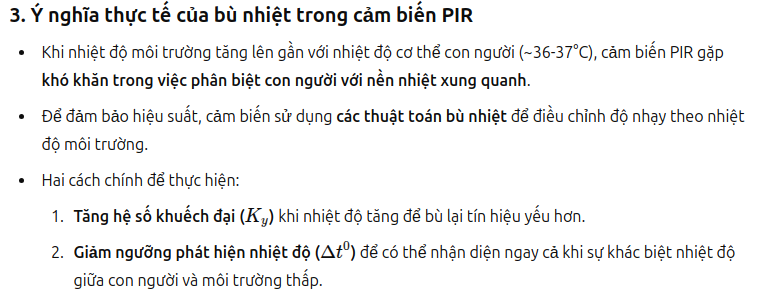 3. Ý nghĩa thực tế của bù nhiệt trong cảm biến PIR
• Khi nhiệt độ môi trường tăng lên gần với nhiệt độ cơ thể con người (~36-37°C), cảm biến PIR gặp
khó khăn trong việc phân biệt con người với nền nhiệt xung quanh.
• Để đảm bảo hiệu suất, cảm biến sử dụng các thuật toán bù nhiệt để điều chỉnh độ nhạy theo nhiệt
độ môi trường.
• Hai cách chính để thực hiện:
1. Tăng hệ số khuếch đại (K_y) khi nhiệt độ tăng để bù lại tín hiệu yếu hơn.
2. Giảm ngưỡng phát hiện nhiệt độ (Δt⁰) để có thể nhận diện ngay cả khi sự khác biệt nhiệt độ
giữa con người và môi trường thấp.